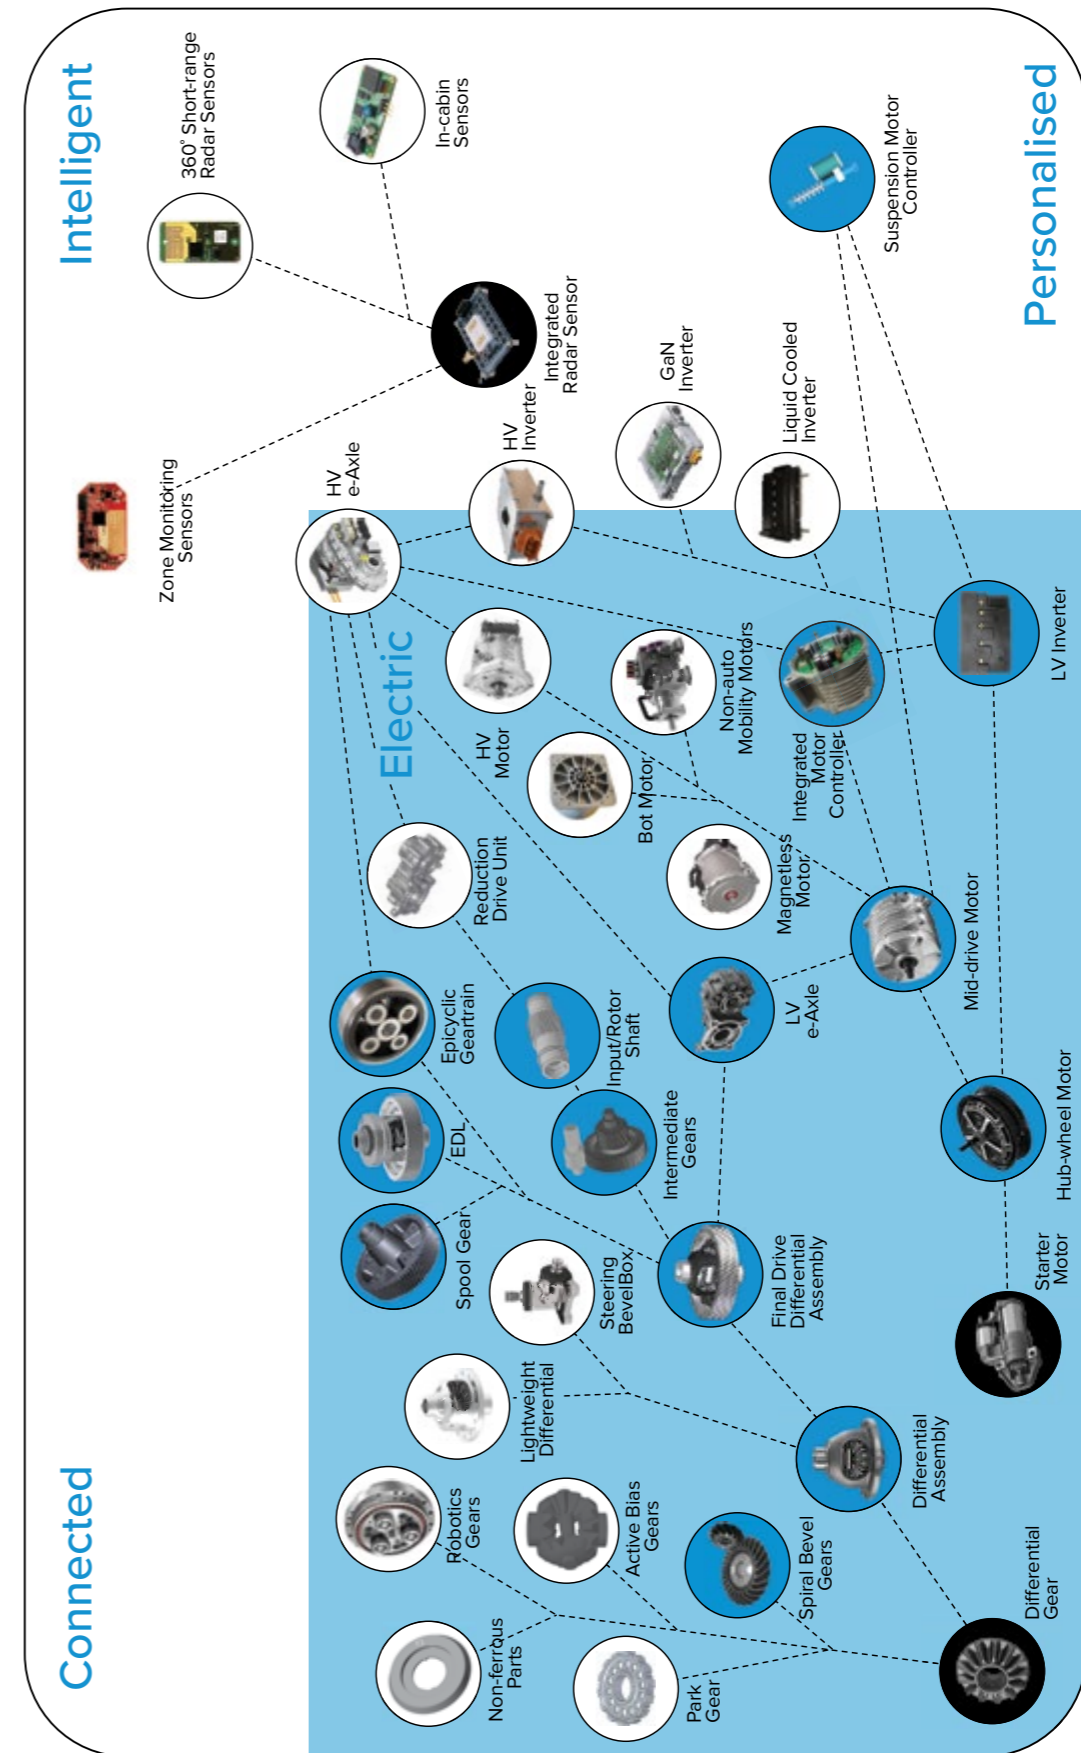 Connected
Intelligent
Electric
Personalised
Non-ferrous
Parts
Robotics
Gears
Lightweight
Differential
Spool Gear
EDL
Epicyclic
Geartrain
Reduction
Drive Unit
HV
e-Axle
Zone Monitoring
Sensors
360° Short-range
Radar Sensors
In-cabin
Sensors
Park
Gear
Active Bias
Gears
Steering
BevelBox
Intermediate
Gears
Input/Rotor
Shaft
HV
Motor
HV
Inverter
Integrated
Radar Sensor
Spiral Bevel
Gears
Final Drive
Differential
Assembly
LV
e-Axle
Magnetless
Motor
Bot Motor
Non-auto
Mobility Motors
GaN
Inverter
Differential
Assembly
Integrated
Motor
Controller
Liquid Cooled
Inverter
Suspension Motor
Controller
Differential
Gear
Starter
Motor
Hub-wheel Motor
Mid-drive Motor
LV Inverter